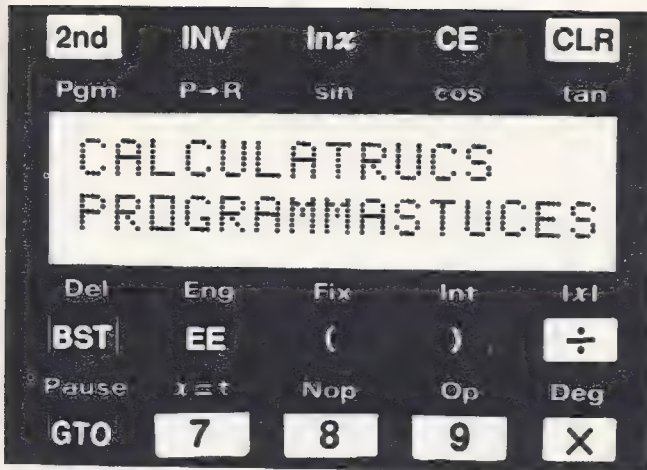 2nd INV lnx CE CLR
Pgm P→R sin cos tan
CALCULATRUCS
PROGRAMMASTUCES
Del Eng Fix Int |x|
BST EE ( ) ÷
Pause x=t Nop Op Deg
GTO 7 8 9 ×